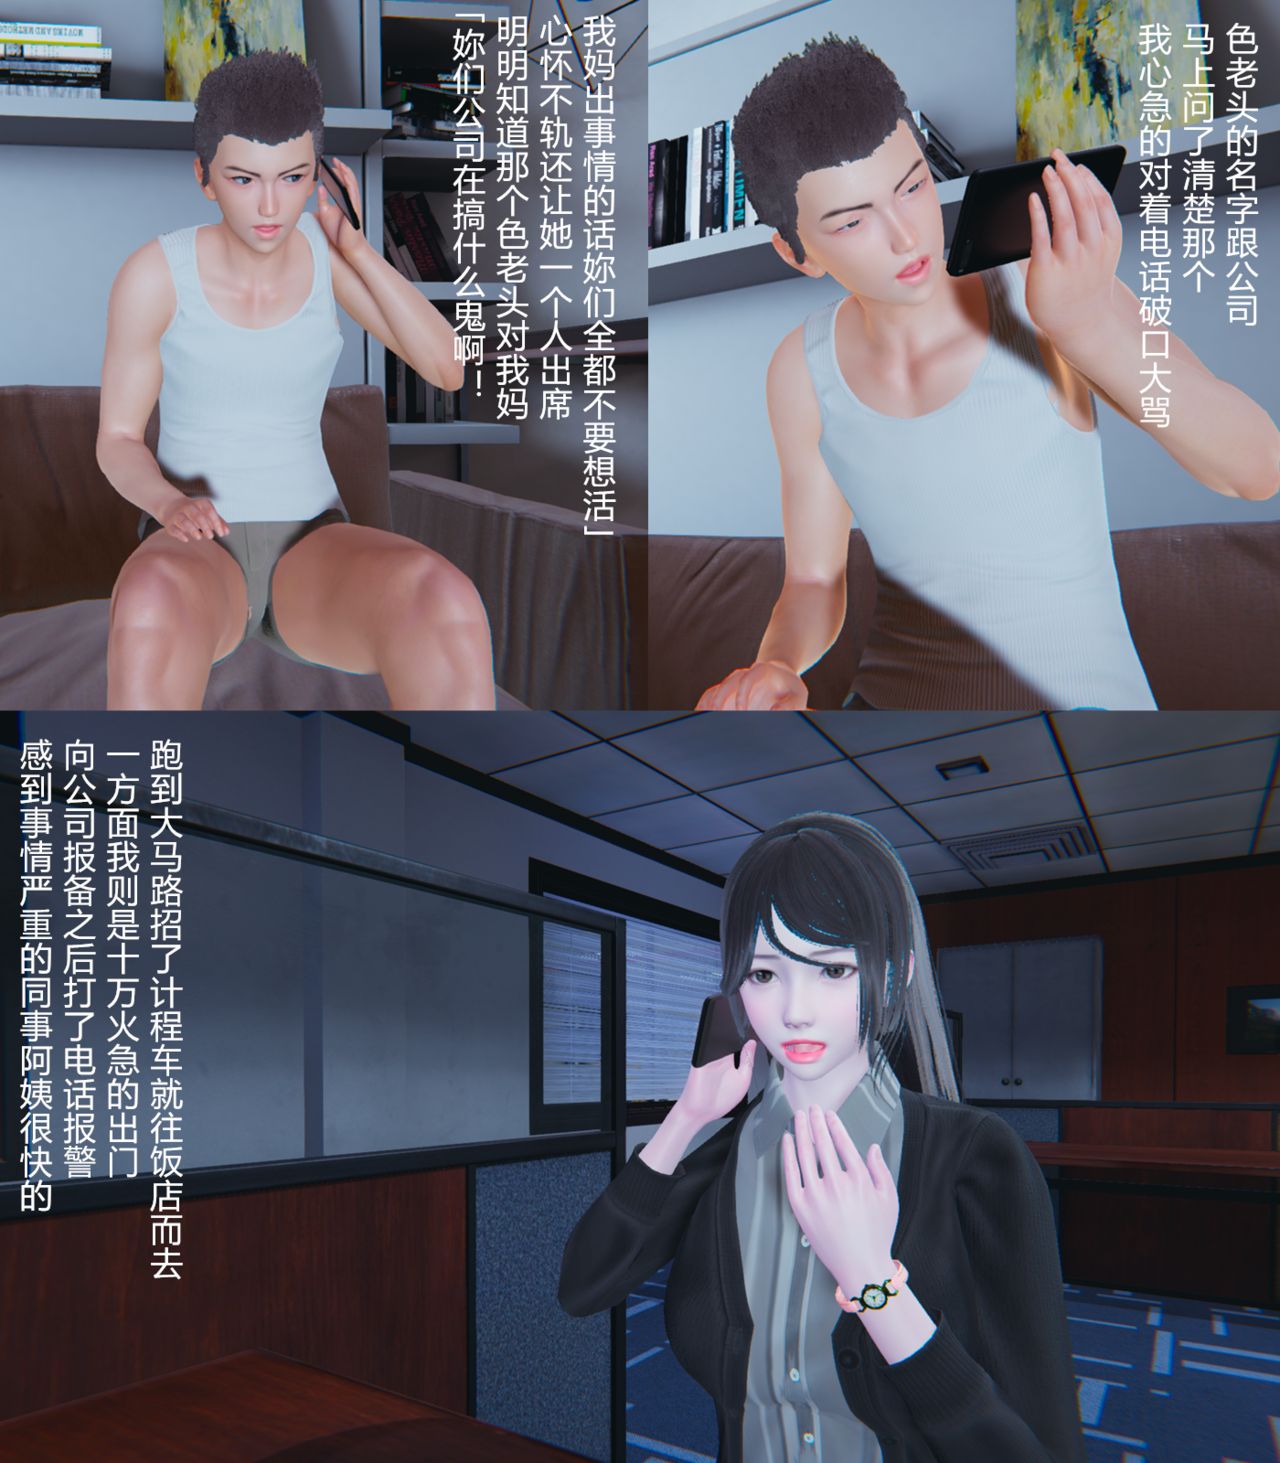 「妳们公司在搞什么鬼啊！
明明知道那个色老头对我妈
心怀不轨还让她一个人出席
我妈出事情的话妳们全都不要想活」
我心急的对着电话破口大骂
马上问了清楚那个
色老头的名字跟公司
感到事情严重的同事阿姨很快的
向公司报备之后打了电话报警
一方面我则是十万火急的出门
跑到大马路招了计程车就往饭店而去